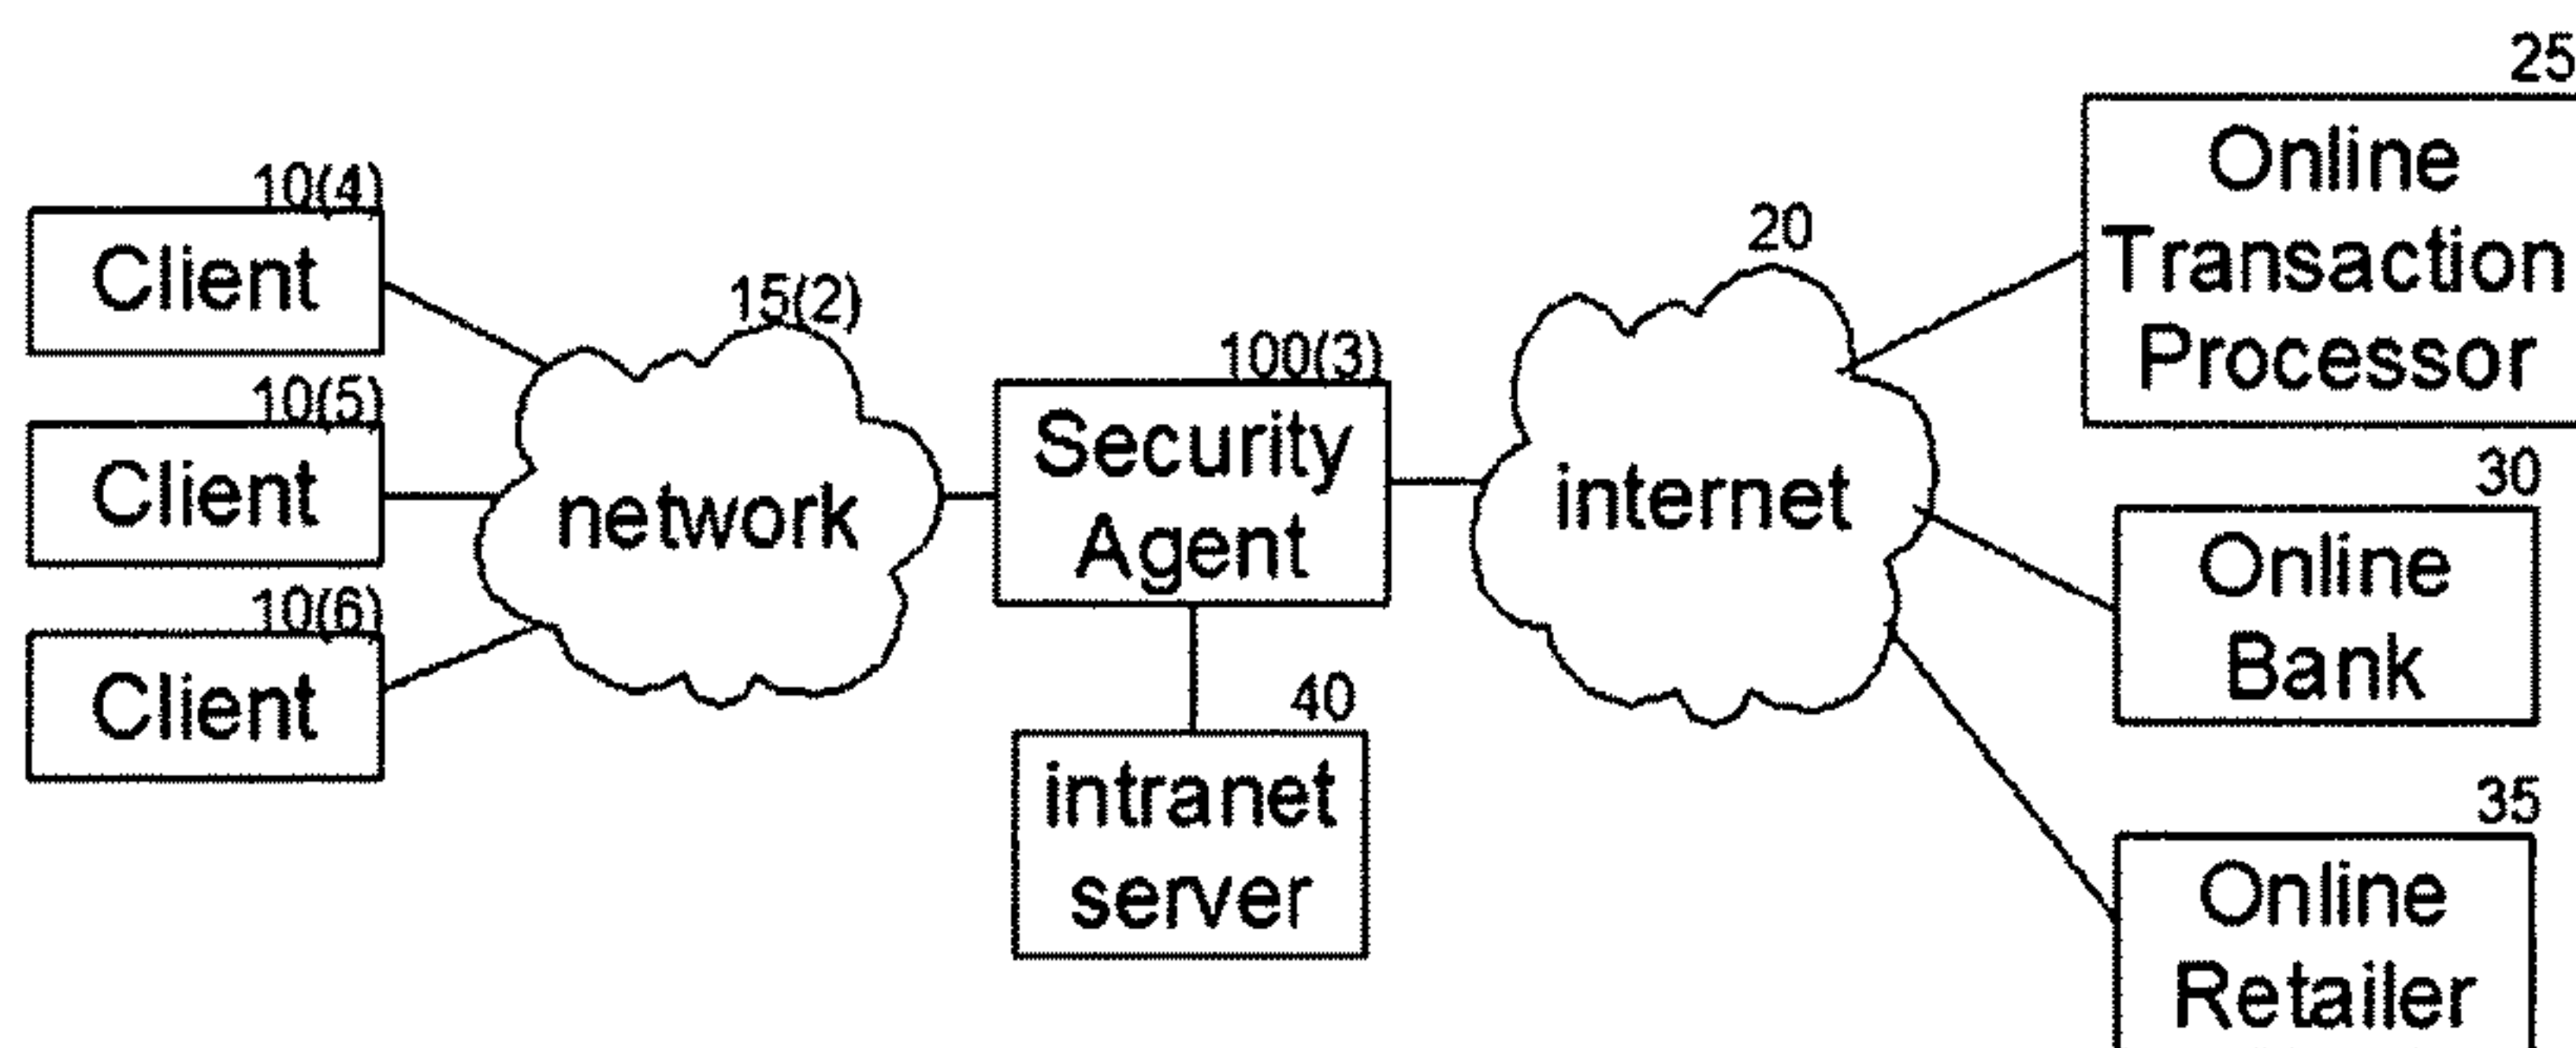 10(4)
Client
10(5)
Client
10(6)
Client
15(2)
network
100(3)
Security
Agent
40
intranet
server
20
internet
25
Online
Transaction
Processor
30
Online
Bank
35
Online
Retailer